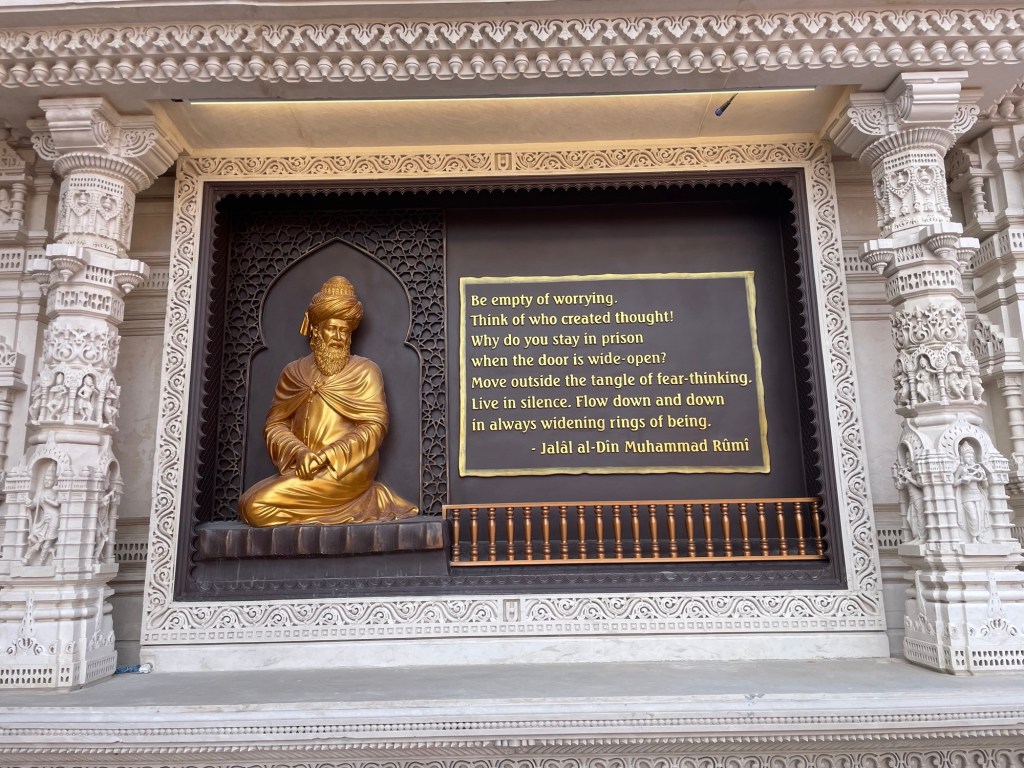 Be empty of worrying.
Think of who created thought!
Why do you stay in prison
when the door is wide-open?
Move outside the tangle of fear-thinking.
Live in silence. Flow down and down
in always widening rings of being.
- Jalâl al-Dîn Muhammad Rûmî